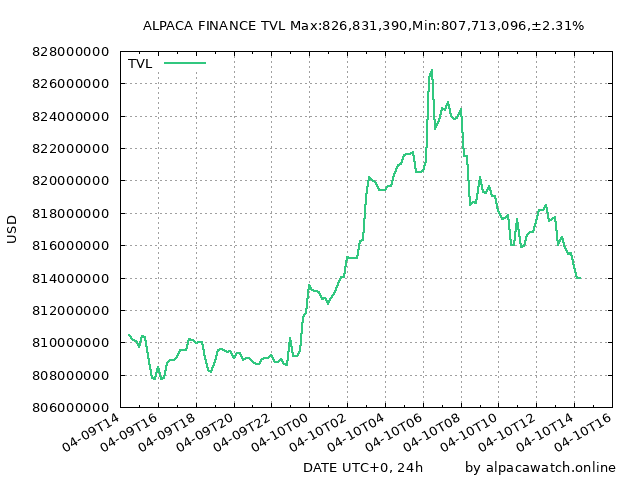 ALPACA FINANCE TVL Max:826,831,390,Min:807,713,096,±2.31%
TVL
828000000
826000000
824000000
822000000
820000000
818000000
816000000
814000000
812000000
810000000
808000000
806000000
USD
04-09T14
04-09T16
04-09T18
04-09T20
04-09T22
04-10T00
04-10T02
04-10T04
04-10T06
04-10T08
04-10T10
04-10T12
04-10T14
04-10T16
DATE UTC+0, 24h
by alpacawatch.online